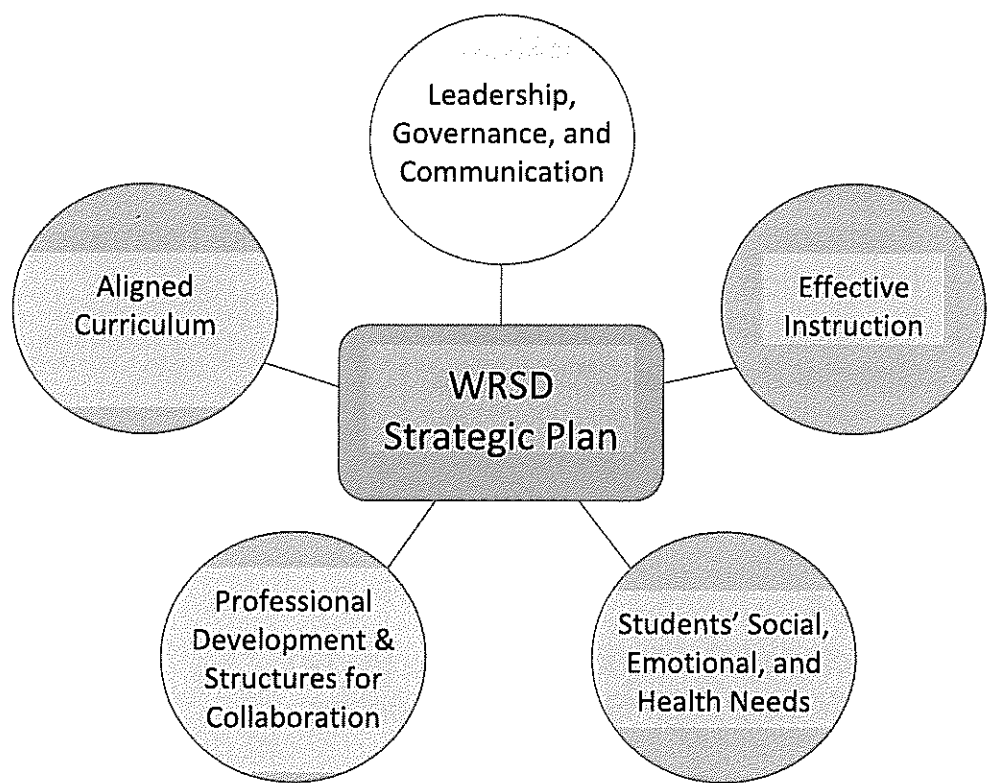 Leadership,
Governance, and
Communication
Aligned
Curriculum
Effective
Instruction
WRSD
Strategic Plan
Professional
Development &
Structures for
Collaboration
Students' Social,
Emotional, and
Health Needs